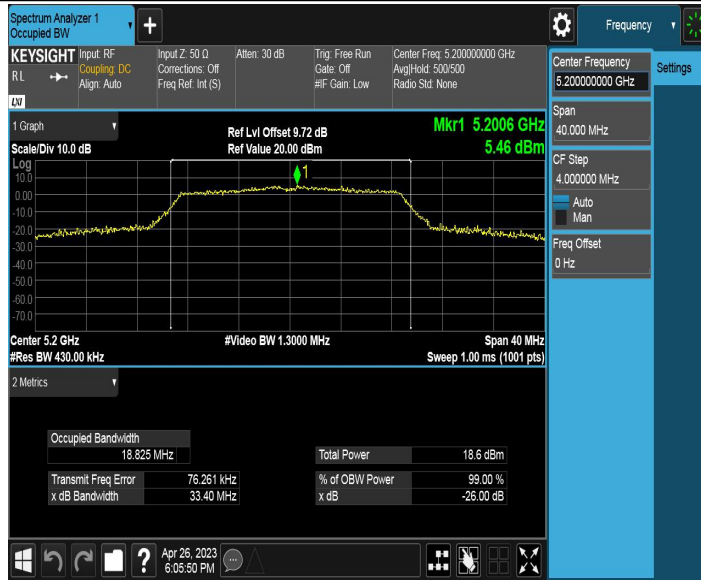 Spectrum Analyzer 1
Occupied BW
+
Frequency
KEYSIGHT
RL
LXI
Input: RF
Coupling: DC
Align: Auto
Input Z: 50 Ω
Corrections: Off
Freq Ref: Int (S)
Atten: 30 dB
Trig: Free Run
Gate: Off
#IF Gain: Low
Center Freq: 5.200000000 GHz
Avg|Hold: 500/500
Radio Std: None
Center Frequency
5.20000000 GHz
Settings
Span
40.000 MHz
CF Step
4.000000 MHz
Auto
Man
Freq Offset
0 Hz
1 Graph
Ref Lvl Offset 9.72 dB
Mkr1 5.2006 GHz
Scale/Div 10.0 dB
Ref Value 20.00 dBm
5.46 dBm
Log
10.0
0.00
-10.0
-20.0
-30.0
-40.0
-50.0
-60.0
-70.0
1
Center 5.2 GHz
#Video BW 1.3000 MHz
Span 40 MHz
#Res BW 430.00 kHz
Sweep 1.00 ms (1001 pts)
2 Metrics
Occupied Bandwidth
18.825 MHz
Total Power 18.6 dBm
Transmit Freq Error 76.261 kHz
% of OBW Power 99.00 %
x dB Bandwidth 33.40 MHz
x dB -26.00 dB
?
Apr 26, 2023
6:05:50 PM